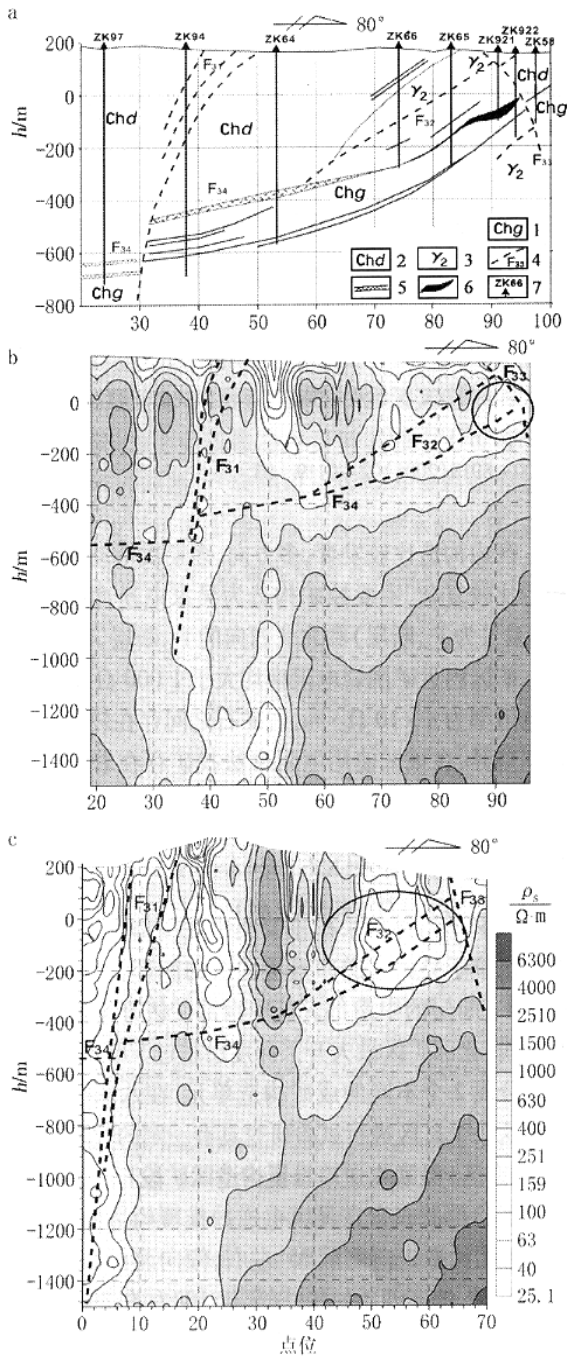 a
80°
ZK97 ZK94 ZK64 ZK66 ZK65 ZK921 ZK922 ZK58
200
0
-200
-400
-600
-800
h/m
Chd
F31
Chd
γ2
F32
γ2
Chd
Chg
F33
γ2
F34
Chg
F34
Chg
Chg 1
Chd 2
γ2 3
F33 4
5
6
ZK66 7
20 30 40 50 60 70 80 90 100
b
80°
0
-200
-400
-600
-800
-1000
-1200
-1400
h/m
F33
F32
F31
F34
F34
20 30 40 50 60 70 80 90
c
80°
200
0
-200
-400
-600
-800
-1000
-1200
-1400
h/m
F31
F33
F32
F34
F34
0 10 20 30 40 50 60 70
点位
ρs
Ω·m
6300
4000
2510
1500
1000
630
400
251
159
100
63
40
25.1